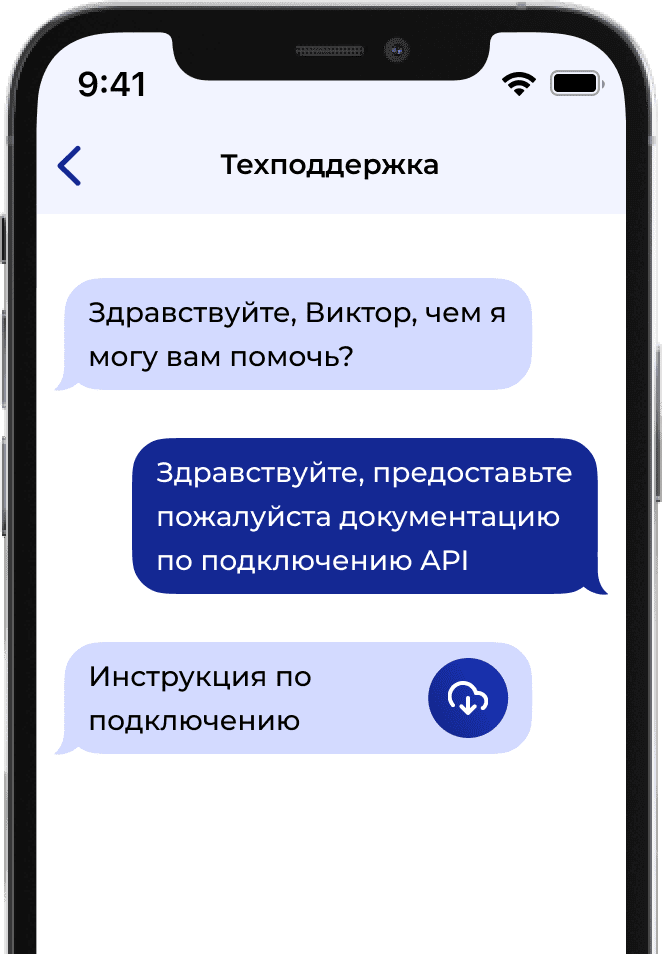 9:41
Техподдержка
Здравствуйте, Виктор, чем я
могу вам помочь?
Здравствуйте, предоставьте
пожалуйста документацию
по подключению API
Инструкция по
подключению